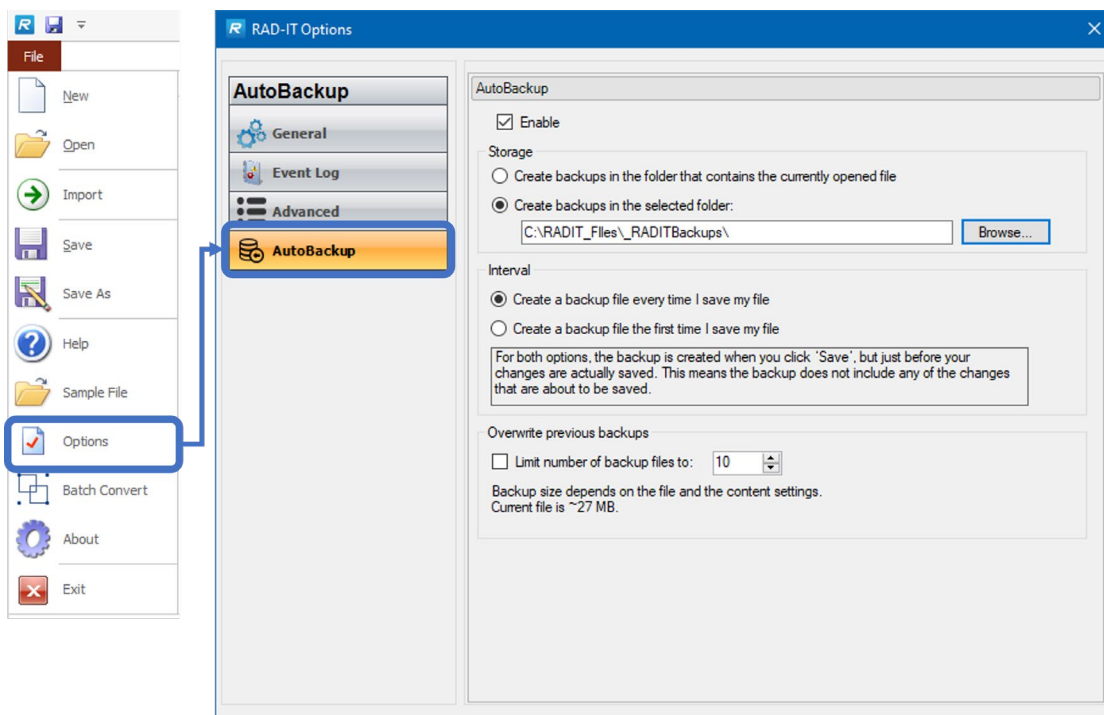 File
New
Open
Import
Save
Save As
Help
Sample File
Options
Batch Convert
About
Exit
R RAD-IT Options
AutoBackup
General
Event Log
Advanced
AutoBackup
AutoBackup
Enable
Storage
Create backups in the folder that contains the currently opened file
Create backups in the selected folder:
C:\RADIT_FIles\_RADITBackups\ Browse...
Interval
Create a backup file every time I save my file
Create a backup file the first time I save my file
For both options, the backup is created when you click 'Save', but just before your
changes are actually saved. This means the backup does not include any of the changes
that are about to be saved.
Overwrite previous backups
Limit number of backup files to: 10
Backup size depends on the file and the content settings.
Current file is ~27 MB.